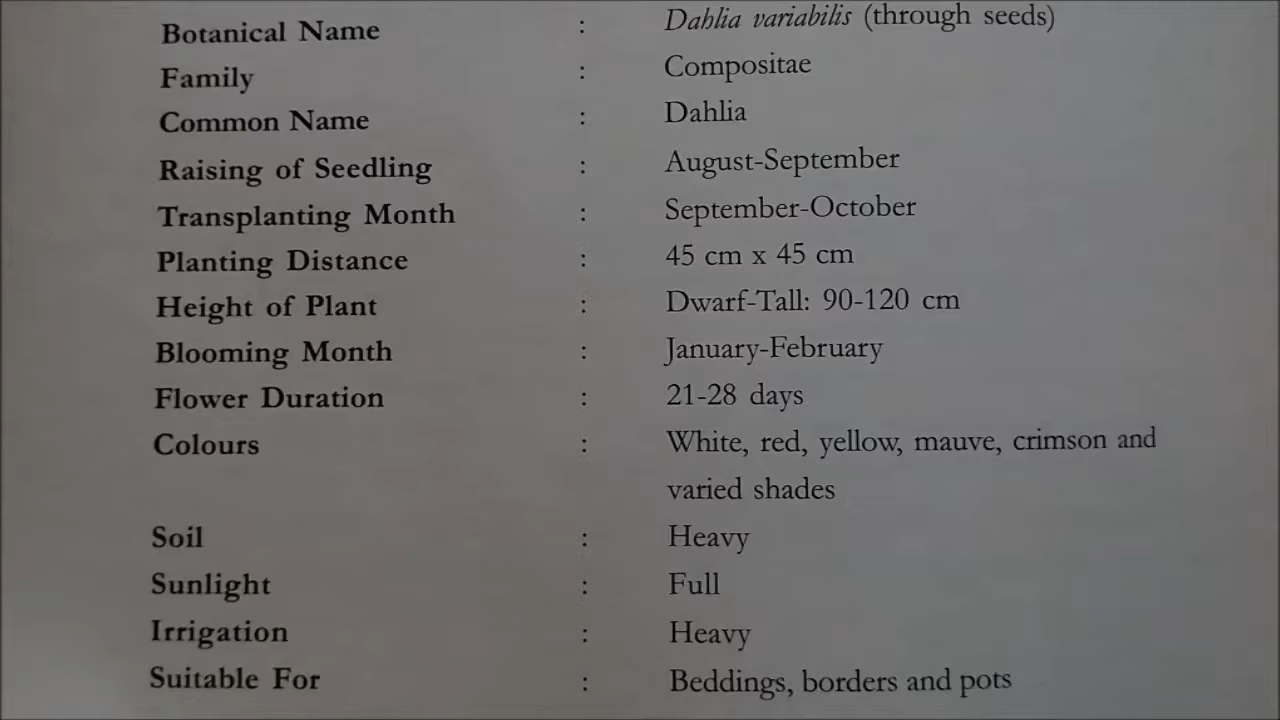 Botanical Name : Dahlia variabilis (through seeds)
Family : Compositae
Common Name : Dahlia
Raising of Seedling : August-September
Transplanting Month : September-October
Planting Distance : 45 cm x 45 cm
Height of Plant : Dwarf-Tall: 90-120 cm
Blooming Month : January-February
Flower Duration : 21-28 days
Colours : White, red, yellow, mauve, crimson and
varied shades
Soil : Heavy
Sunlight : Full
Irrigation : Heavy
Suitable For : Beddings, borders and pots